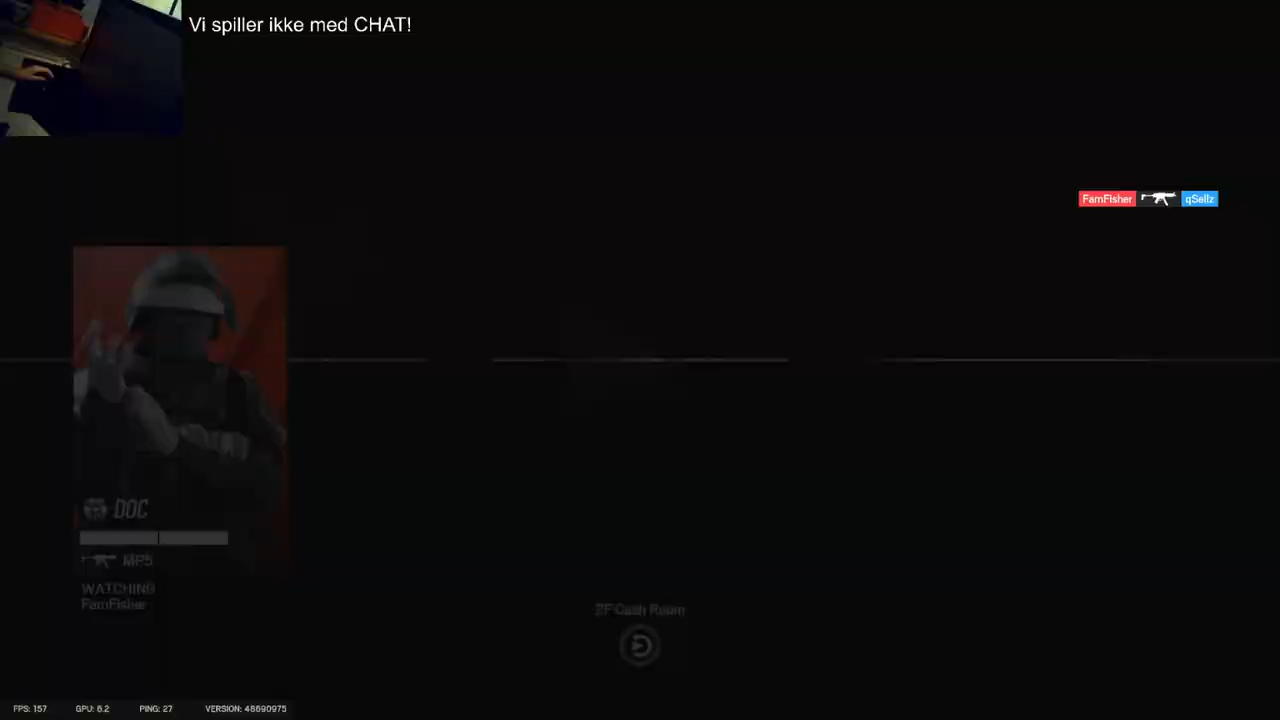 Vi spiller ikke med CHAT!
FamFisher qSellz
DOC
MP5
WATCHING
FamFisher
2F Cash Room
FPS: 157 GPU: 6.2 PING: 27 VERSION: 48690975